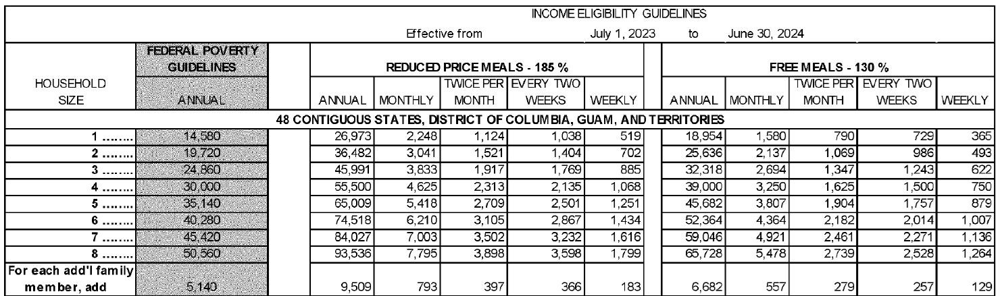 INCOME ELIGIBILITY GUIDELINES
Effective from July 1, 2023 to June 30, 2024
FEDERAL POVERTY
GUIDELINES REDUCED PRICE MEALS - 185 % FREE MEALS - 130 %
HOUSEHOLD TWICE PER EVERY TWO TWICE PER EVERY TWO
SIZE ANNUAL ANNUAL MONTHLY MONTH WEEKS WEEKLY ANNUAL MONTHLY MONTH WEEKS WEEKLY
48 CONTIGUOUS STATES, DISTRICT OF COLUMBIA, GUAM, AND TERRITORIES
1 ........ 14,580 26,973 2,248 1,124 1,038 519 18,954 1,580 790 729 365
2 ........ 19,720 36,482 3,041 1,521 1,404 702 25,636 2,137 1,069 986 493
3 ........ 24,860 45,991 3,833 1,917 1,769 885 32,318 2,694 1,347 1,243 622
4 ........ 30,000 55,500 4,625 2,313 2,135 1,068 39,000 3,250 1,625 1,500 750
5 ........ 35,140 65,009 5,418 2,709 2,501 1,251 45,682 3,807 1,904 1,757 879
6 ........ 40,280 74,518 6,210 3,105 2,867 1,434 52,364 4,364 2,182 2,014 1,007
7 ........ 45,420 84,027 7,003 3,502 3,232 1,616 59,046 4,921 2,461 2,271 1,136
8 ........ 50,560 93,536 7,795 3,898 3,598 1,799 65,728 5,478 2,739 2,528 1,264
For each add'l family
member, add 5,140 9,509 793 397 366 183 6,682 557 279 257 129